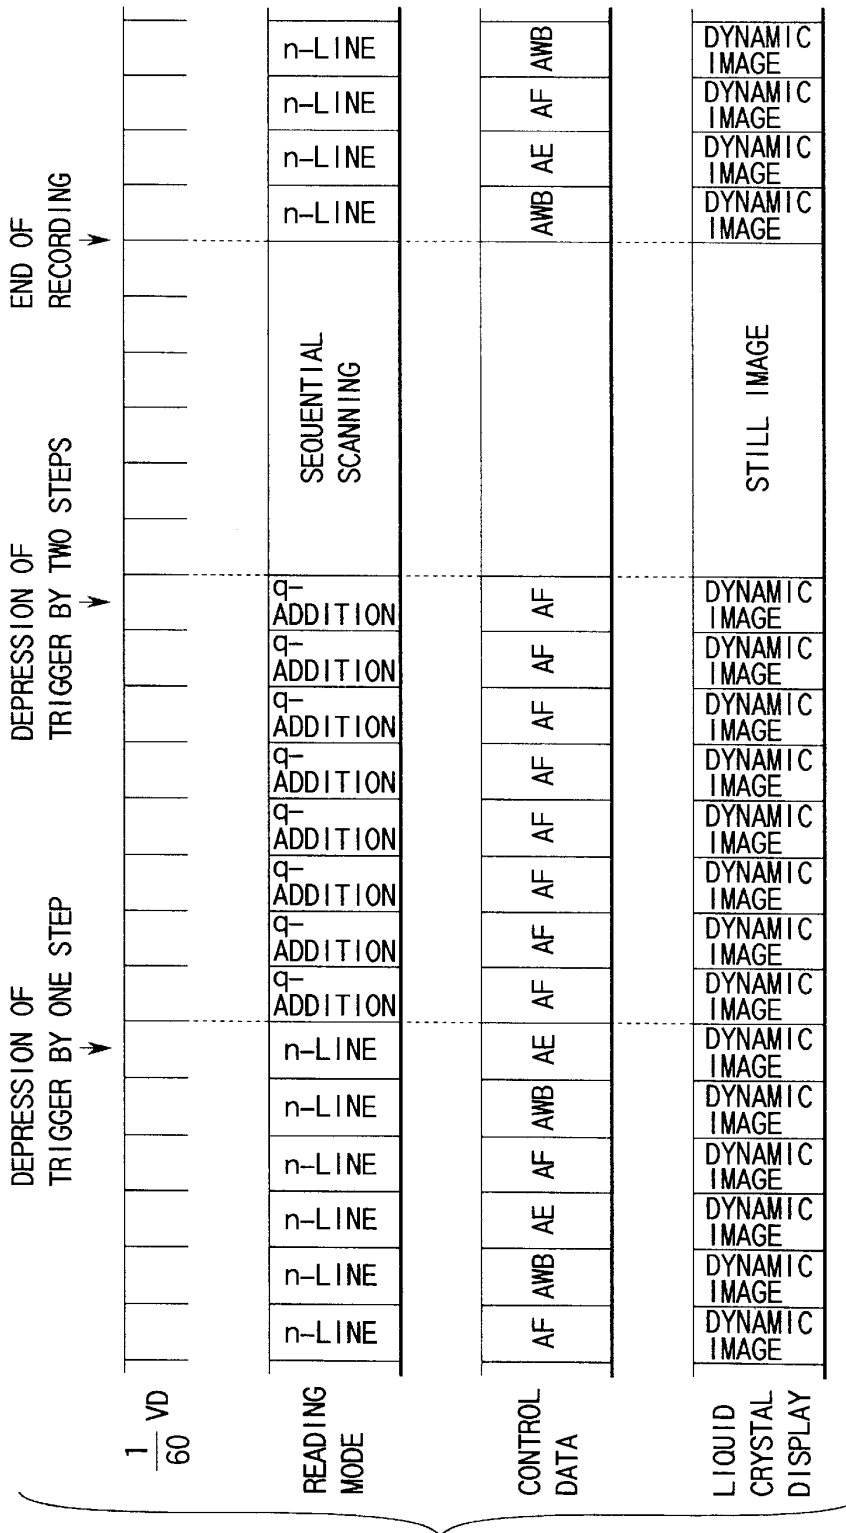 DEPRESSION OF
TRIGGER BY ONE STEP
DEPRESSION OF
TRIGGER BY TWO STEPS
END OF
RECORDING
1
60
VD
READING
MODE
n-LINE
n-LINE
n-LINE
n-LINE
n-LINE
n-LINE
q-
ADDITION
q-
ADDITION
q-
ADDITION
q-
ADDITION
q-
ADDITION
q-
ADDITION
q-
ADDITION
q-
ADDITION
SEQUENTIAL
SCANNING
n-LINE
n-LINE
n-LINE
n-LINE
CONTROL
DATA
AF
AWB
AE
AF
AWB
AE
AF
AF
AF
AF
AF
AF
AF
AF
AWB
AE
AF
AWB
LIQUID
CRYSTAL
DISPLAY
DYNAMIC
IMAGE
DYNAMIC
IMAGE
DYNAMIC
IMAGE
DYNAMIC
IMAGE
DYNAMIC
IMAGE
DYNAMIC
IMAGE
DYNAMIC
IMAGE
DYNAMIC
IMAGE
DYNAMIC
IMAGE
DYNAMIC
IMAGE
DYNAMIC
IMAGE
DYNAMIC
IMAGE
DYNAMIC
IMAGE
DYNAMIC
IMAGE
STILL IMAGE
DYNAMIC
IMAGE
DYNAMIC
IMAGE
DYNAMIC
IMAGE
DYNAMIC
IMAGE